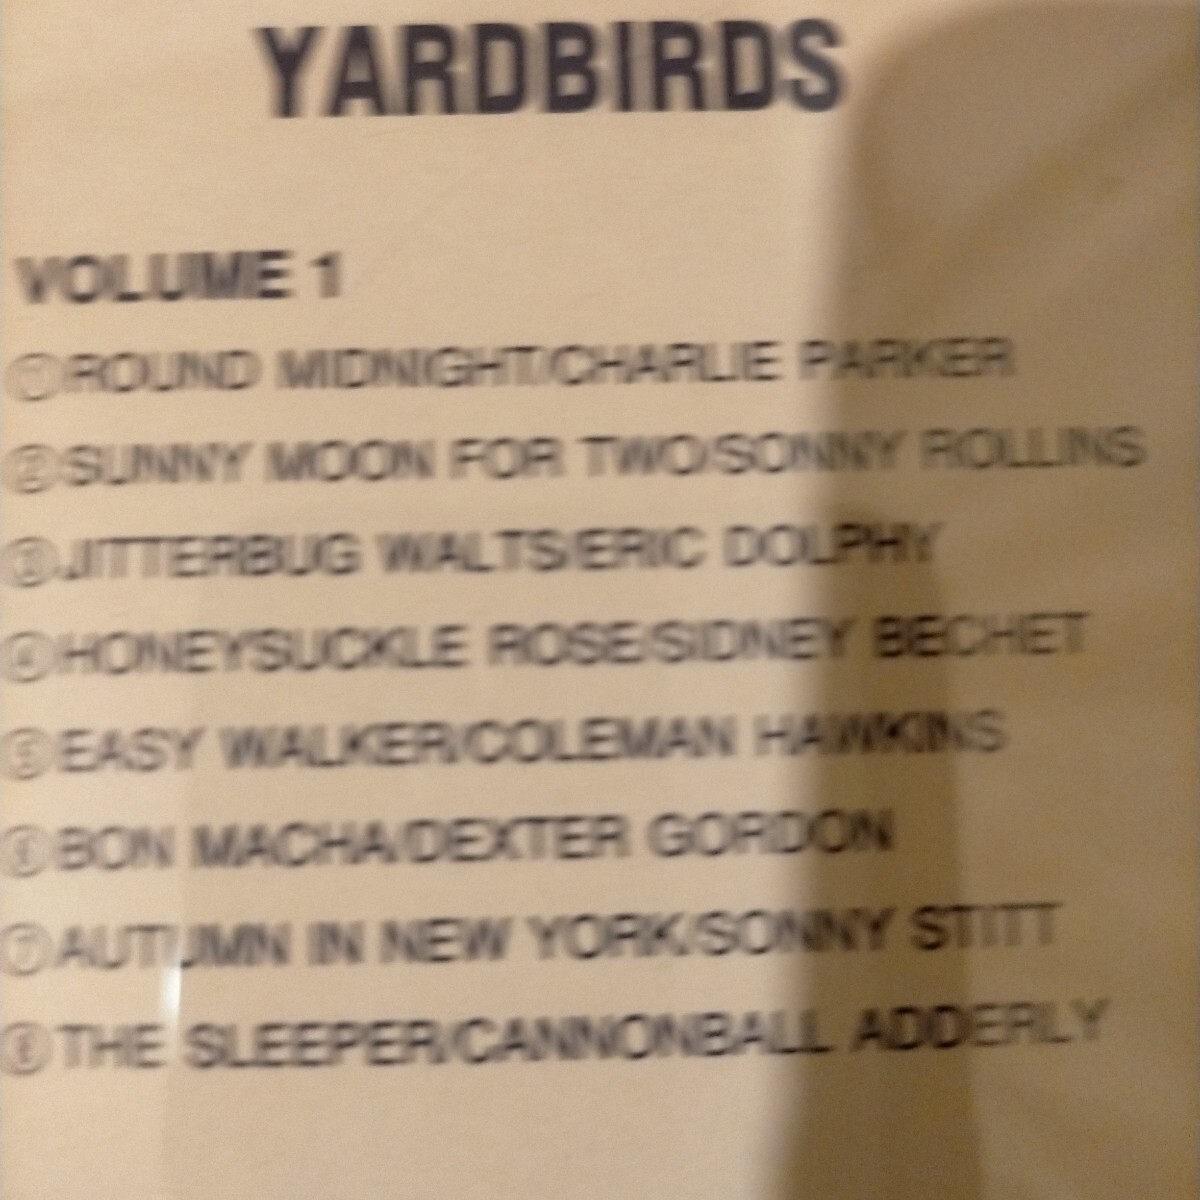 YARDBIRDS
VOLUME 1
①ROUND MIDNIGHT/CHARLIE PARKER
②SUNNY MOON FOR TWO/SONNY ROLLINS
③JITTERBUG WALTS/ERIC DOLPHY
④HONEYSUCKLE ROSE/SIDNEY BECHET
⑤EASY WALKER/COLEMAN HAWKINS
⑥BON MACHA/DEXTER GORDON
⑦AUTUMN IN NEW YORK/SONNY STITT
⑧THE SLEEPER/CANNONBALL ADDERLY